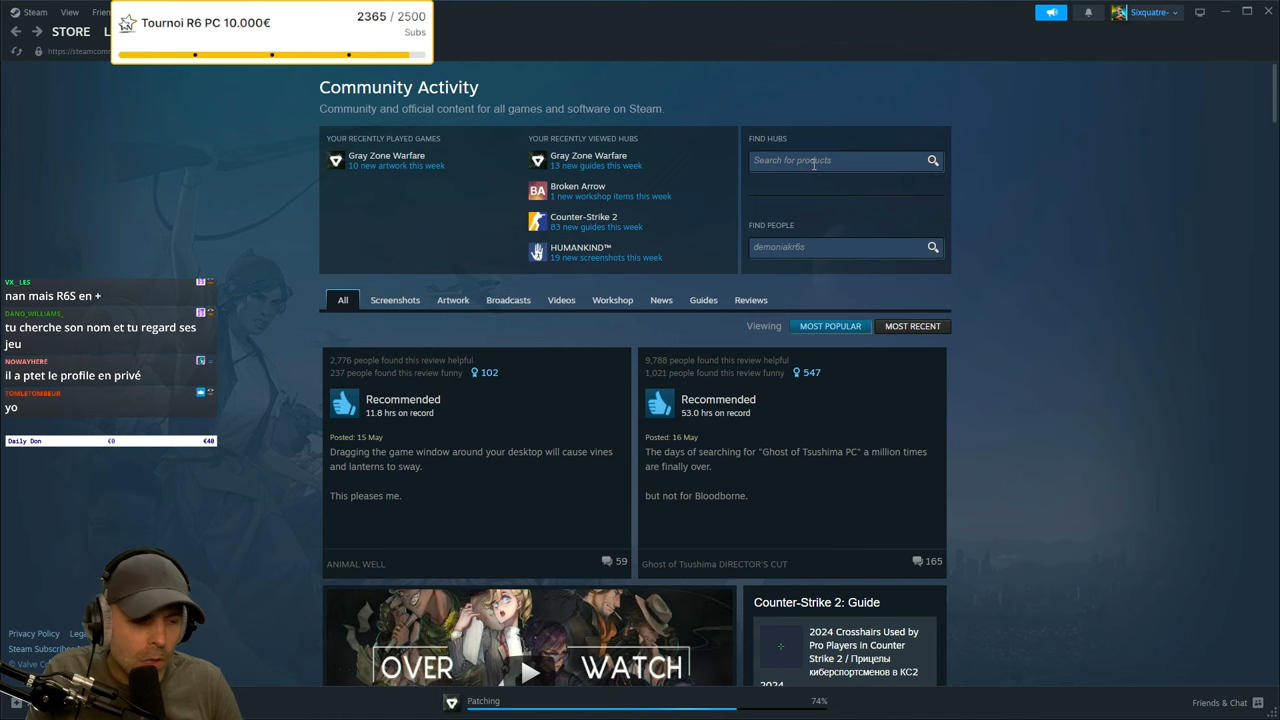 Steam
View
Tournoi R6 PC 10.000€
2365 / 2500
Subs
Sixquatre-
STORE
https://steamcomm
Community Activity
Community and official content for all games and software on Steam.
YOUR RECENTLY PLAYED GAMES
Gray Zone Warfare
10 new artwork this week
YOUR RECENTLY VIEWED HUBS
Gray Zone Warfare
13 new guides this week
BA
Broken Arrow
1 new workshop items this week
Counter-Strike 2
83 new guides this week
HUMANKIND™
19 new screenshots this week
FIND HUBS
Search for products
FIND PEOPLE
demoniakr6s
All
Screenshots
Artwork
Broadcasts
Videos
Workshop
News
Guides
Reviews
Viewing
MOST POPULAR
MOST RECENT
VX_LES
nan mais R6S en +
DANO_WILLIAMS_
tu cherche son nom et tu regard ses
jeu
NOWAYHERE
il a ptet le profile en privé
TOMLETOMBEUR
yo
Daily Don
€0
€40
2,776 people found this review helpful
237 people found this review funny
102
Recommended
11.8 hrs on record
Posted: 15 May
Dragging the game window around your desktop will cause vines
and lanterns to sway.
This pleases me.
59
ANIMAL WELL
9,788 people found this review helpful
1,021 people found this review funny
547
Recommended
53.0 hrs on record
Posted: 16 May
The days of searching for "Ghost of Tsushima PC" a million times
are finally over.
but not for Bloodborne.
165
Ghost of Tsushima DIRECTOR'S CUT
OVER WATCH
Counter-Strike 2: Guide
2024 Crosshairs Used by
Pro Players in Counter
Strike 2 / Прицелы
киберспортсменов в КС2
2024
Privacy Policy
Steam Subscriber
© Valve
Patching
74%
Friends & Chat